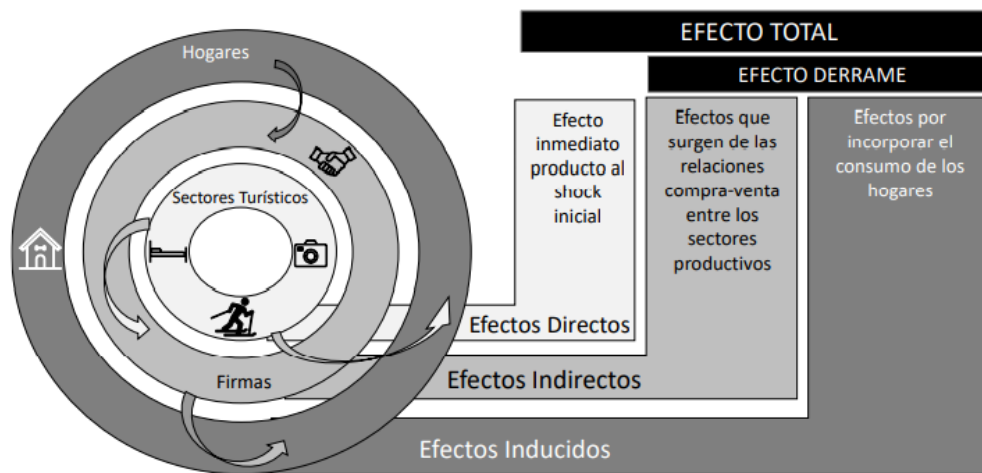 Hogares
Sectores Turísticos
Firmas
EFECTO TOTAL
EFECTO DERRAME
Efecto
inmediato
producto al
shock
inicial
Efectos que
surgen de las
relaciones
compra-venta
entre los
sectores
productivos
Efectos por
incorporar el
consumo de los
hogares
Efectos Directos
Efectos Indirectos
Efectos Inducidos